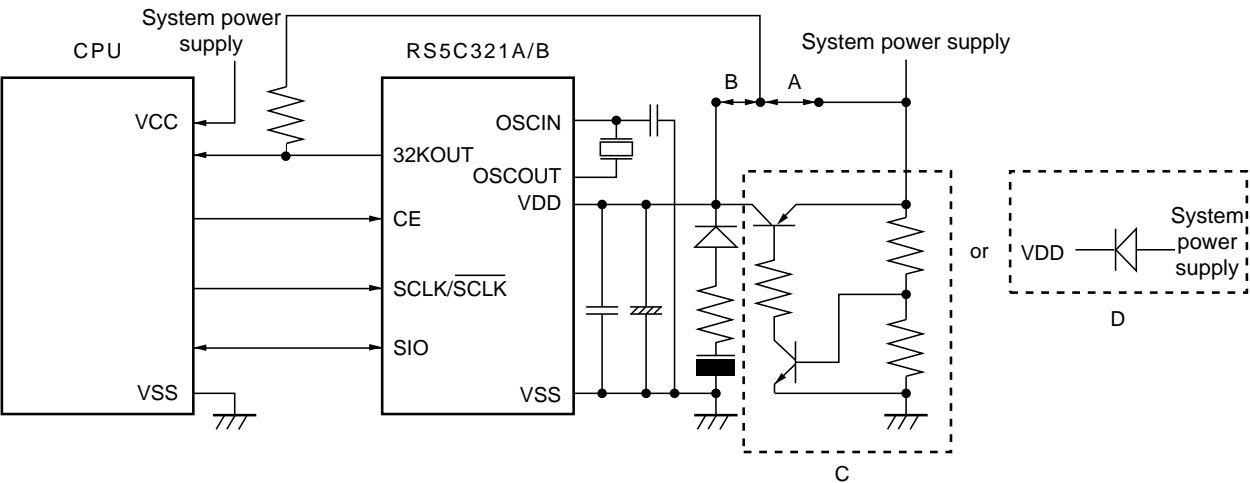 System power
supply
System power supply
CPU
RS5C321A/B
B
A
VCC
OSCIN
32KOUT
OSCOUT
VDD
CE
SCLK/SCLK
SIO
VSS
VSS
or
VDD
System
power
supply
D
C